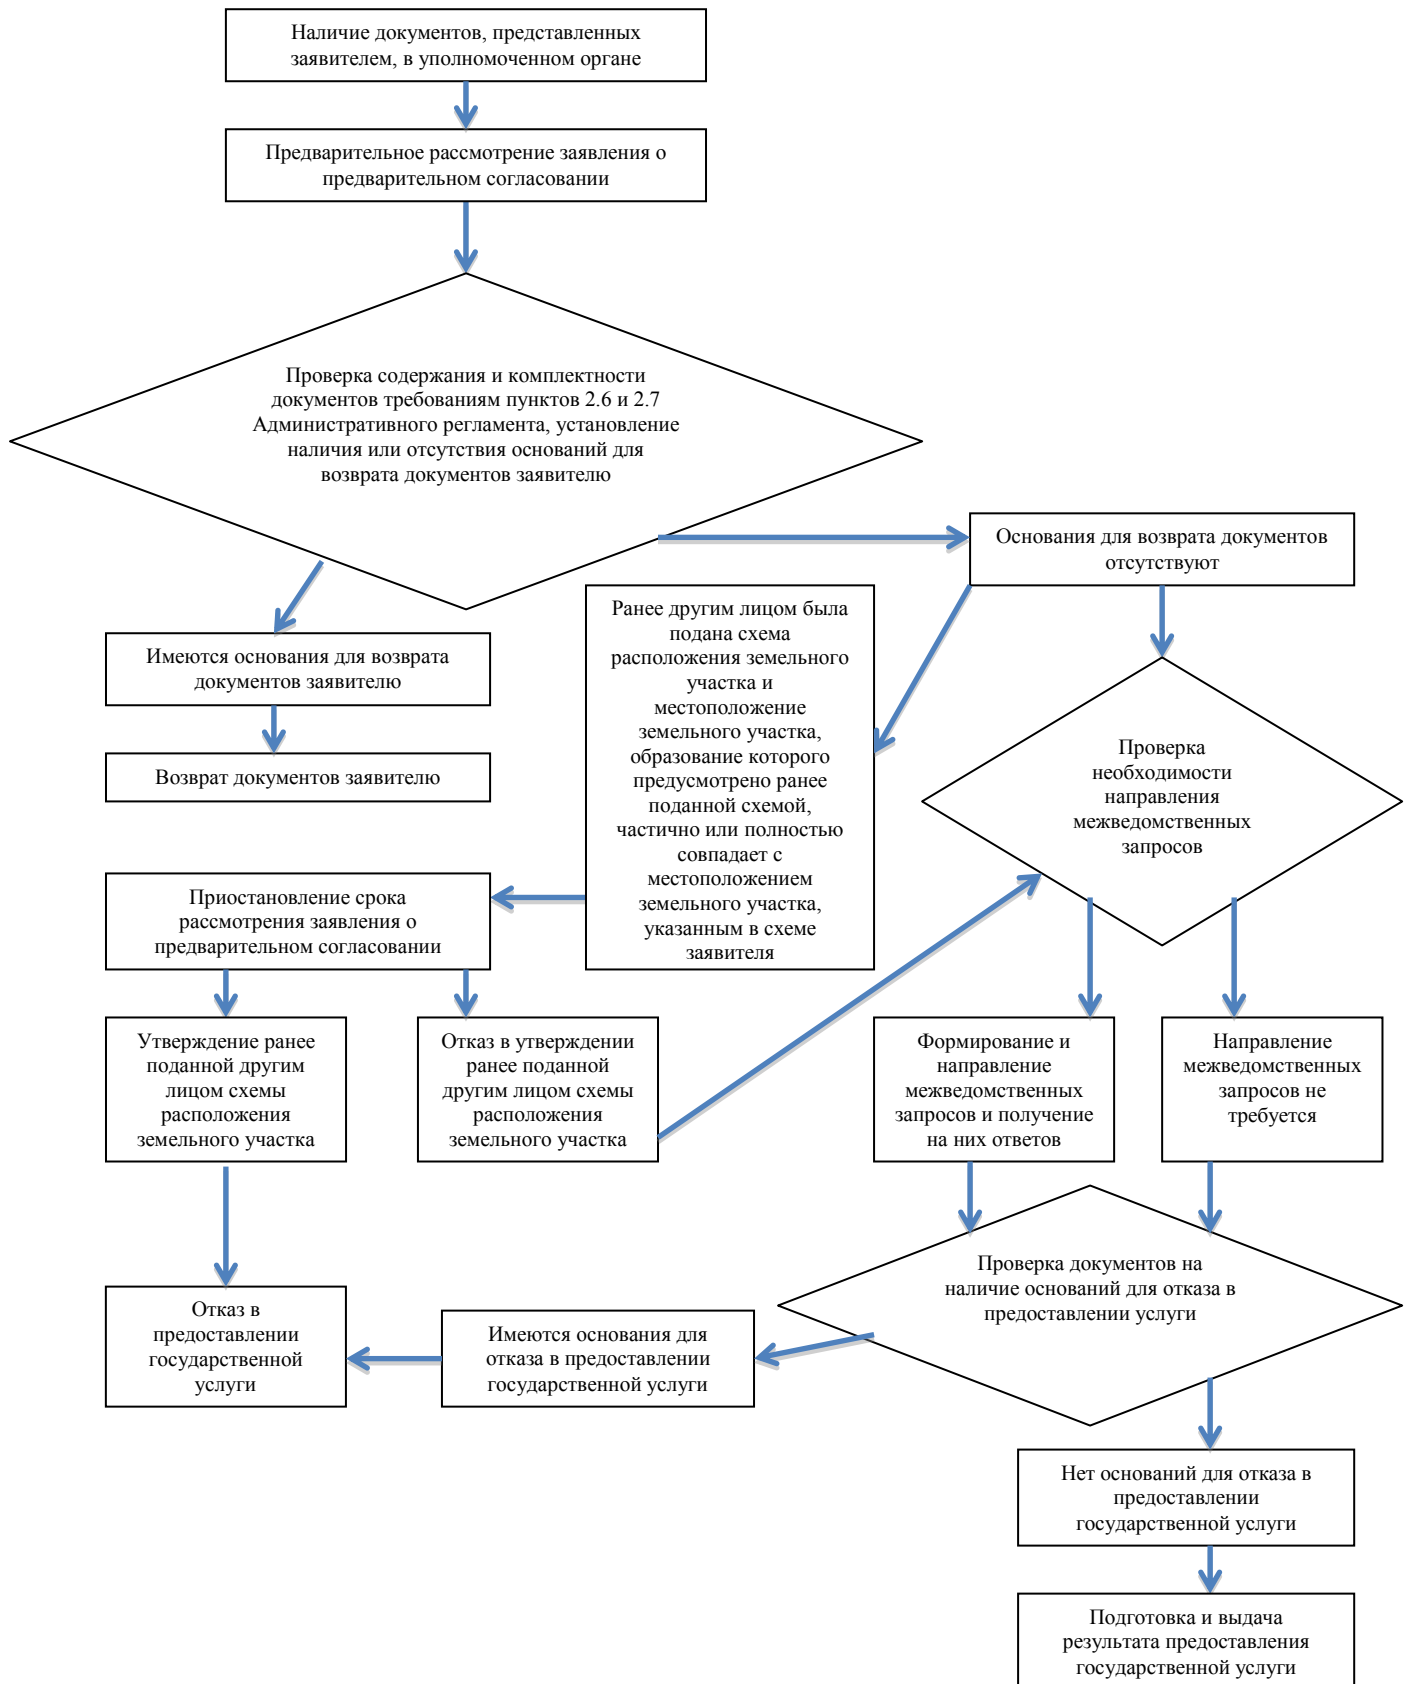 Наличие документов, представленных
заявителем, в уполномоченном органе
Предварительное рассмотрение заявления о
предварительном согласовании
Проверка содержания и комплектности
документов требованиям пунктов 2.6 и 2.7
Административного регламента, установление
наличия или отсутствия оснований для
возврата документов заявителю
Основания для возврата документов
отсутствуют
Имеются основания для возврата
документов заявителю
Возврат документов заявителю
Ранее другим лицом была
подана схема
расположения земельного
участка и
местоположение
земельного участка,
образование которого
предусмотрено ранее
поданной схемой,
частично или полностью
совпадает с
местоположением
земельного участка,
указанным в схеме
заявителя
Проверка
необходимости
направления
межведомственных
запросов
Приостановление срока
рассмотрения заявления о
предварительном согласовании
Утверждение ранее
поданной другим
лицом схемы
расположения
земельного участка
Отказ в утверждении
ранее поданной
другим лицом схемы
расположения
земельного участка
Формирование и
направление
межведомственных
запросов и получение
на них ответов
Направление
межведомственных
запросов не
требуется
Проверка документов на
наличие оснований для отказа в
предоставлении услуги
Отказ в
предоставлении
государственной
услуги
Имеются основания для
отказа в предоставлении
государственной услуги
Нет оснований для отказа в
предоставлении
государственной услуги
Подготовка и выдача
результата предоставления
государственной услуги